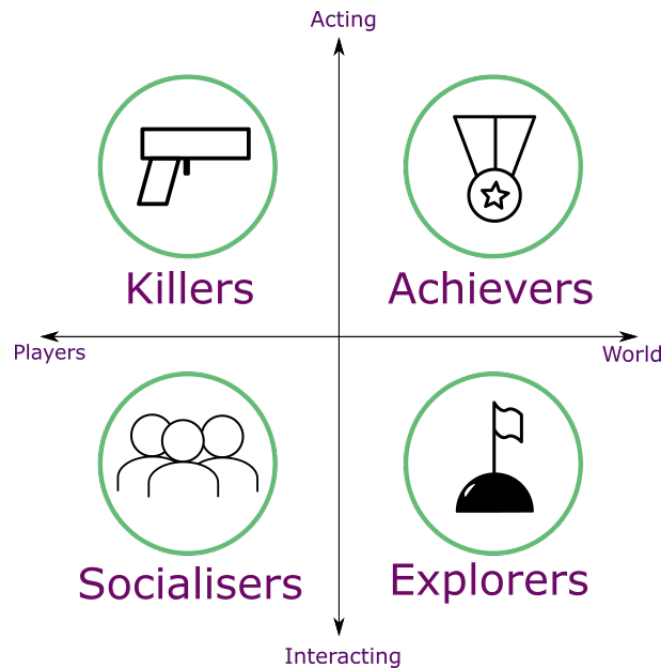 Acting
Killers
Achievers
Players
World
Socialisers
Explorers
Interacting